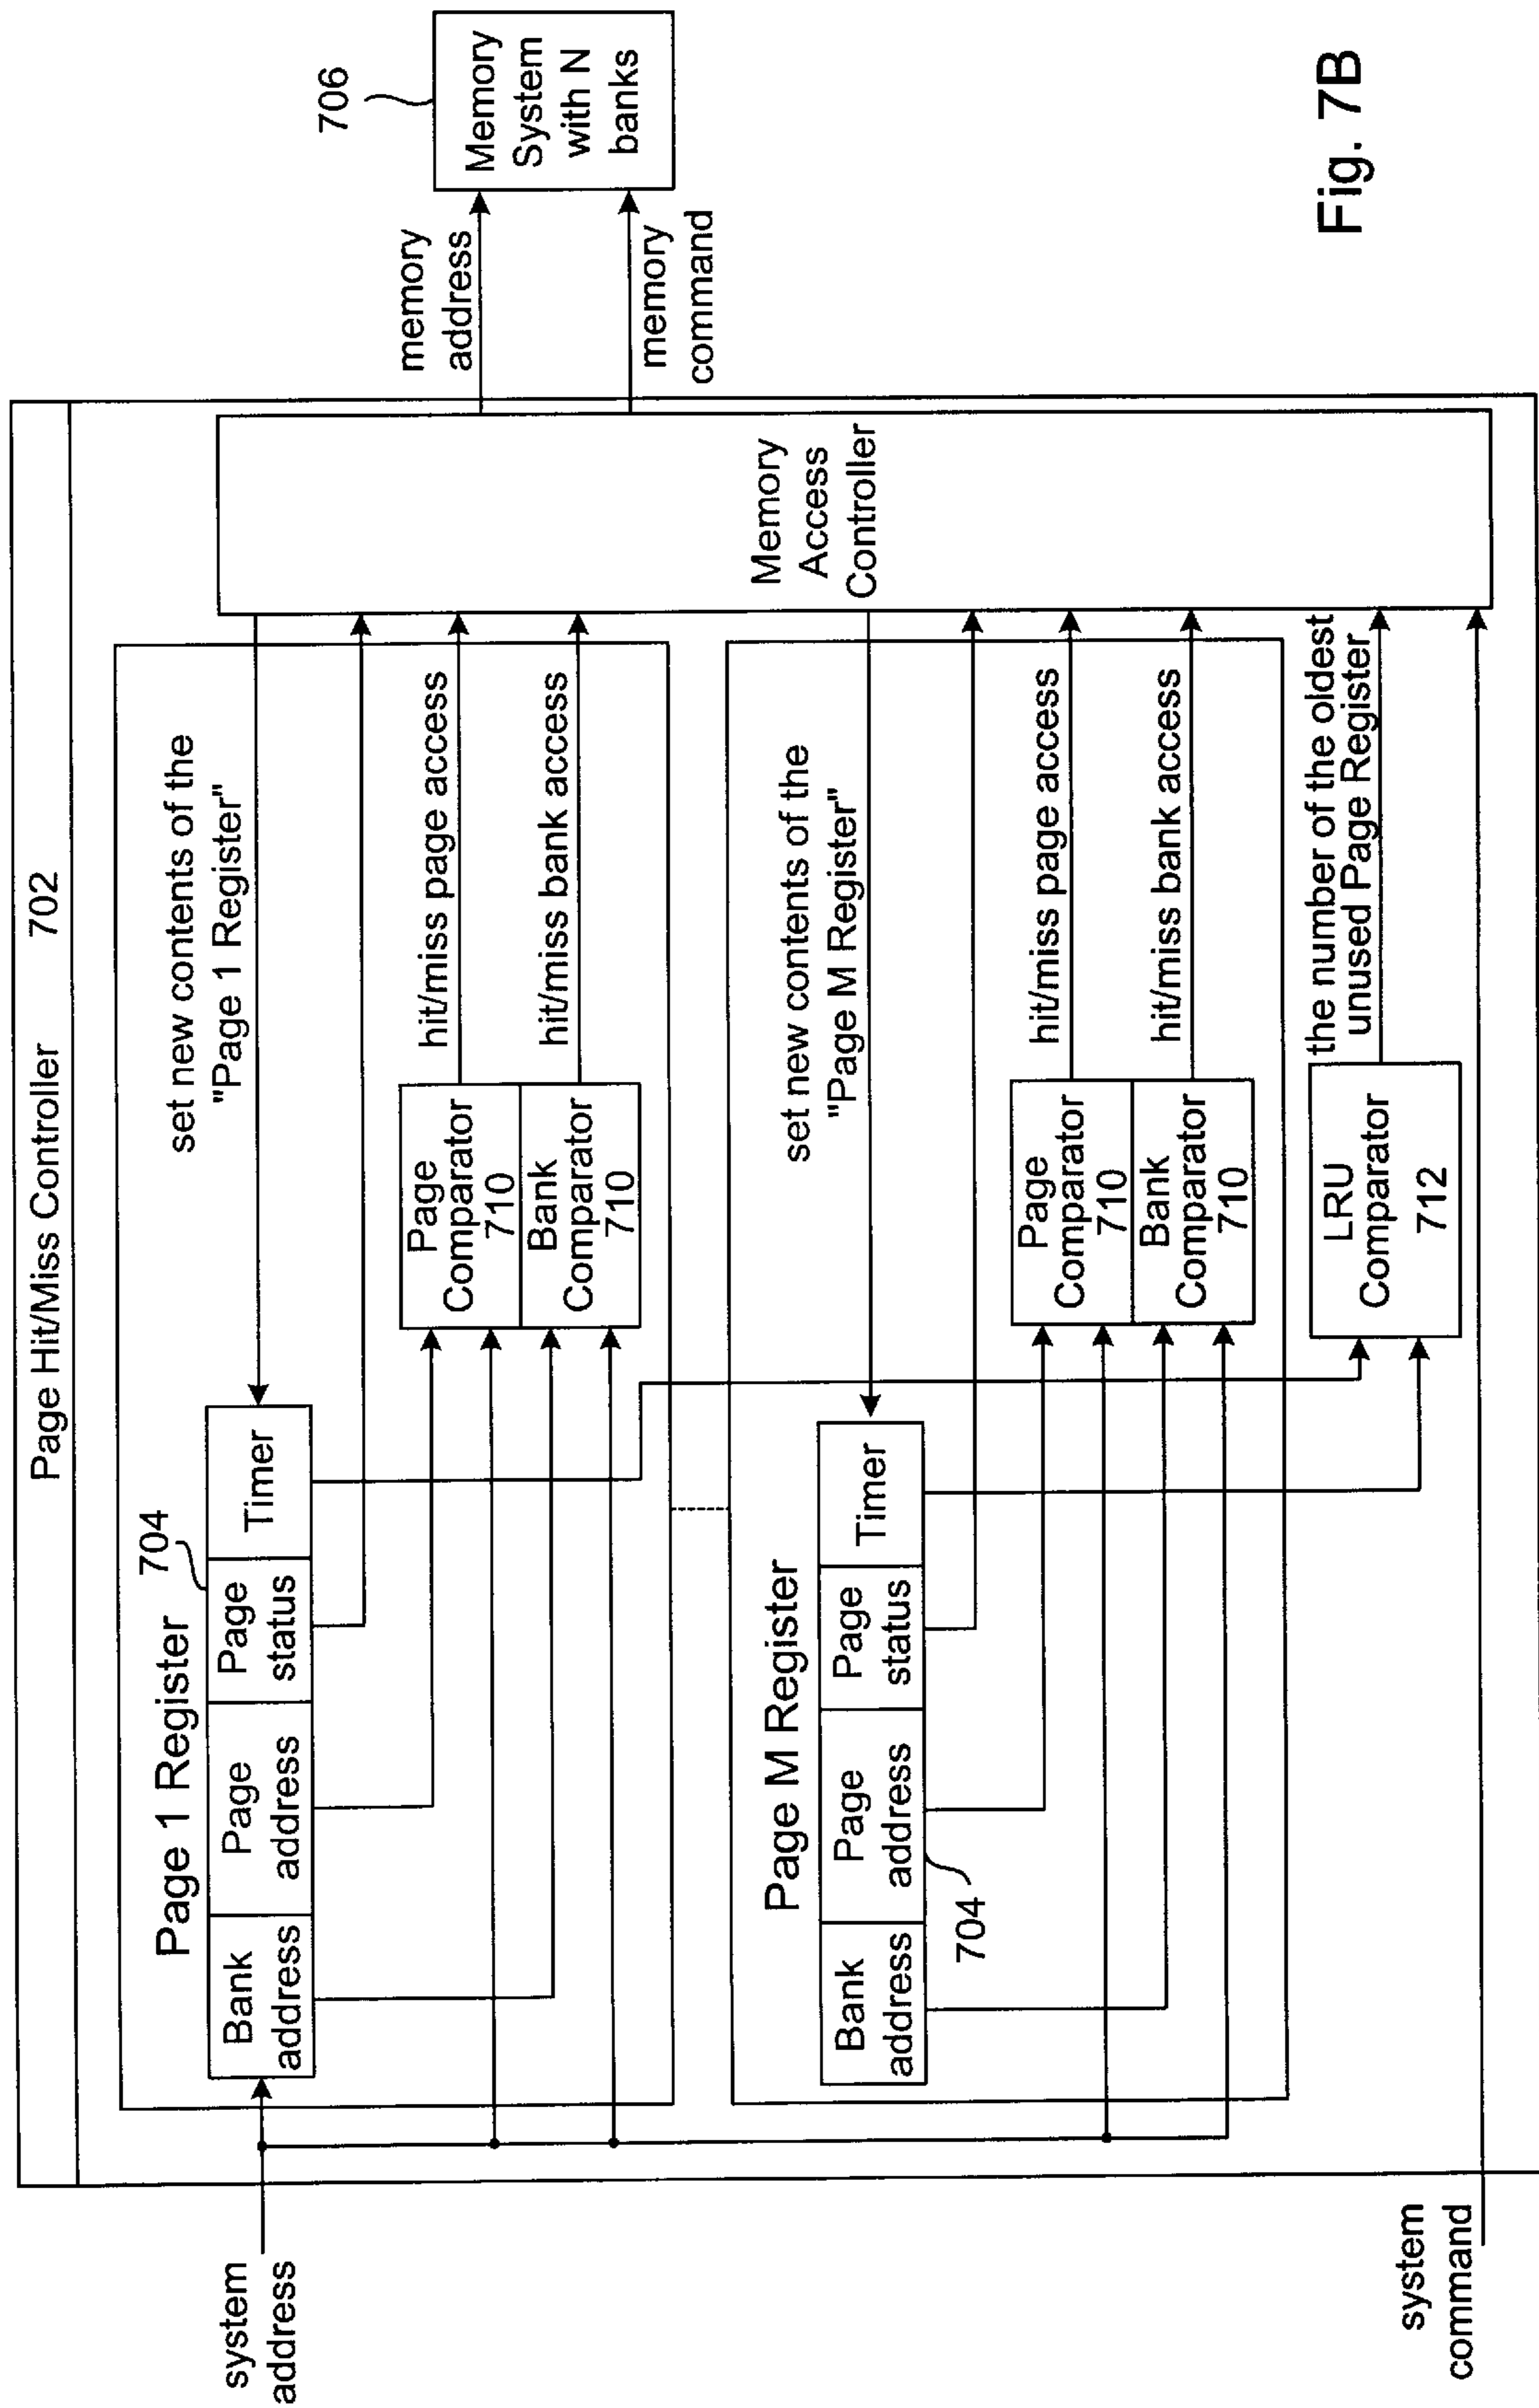 Page Hit/Miss Controller 702
Page 1 Register 704
Bank
address
Page
address
Page
status
Timer
set new contents of the
"Page 1 Register"
Page
Comparator
710
Bank
Comparator
710
hit/miss page access
hit/miss bank access
Page M Register
Bank
address
Page
address
Page
status
Timer
704
set new contents of the
"Page M Register"
Page
Comparator
710
Bank
Comparator
710
hit/miss page access
hit/miss bank access
LRU
Comparator
712
the number of the oldest
unused Page Register
Memory
Access
Controller
memory
address
memory
command
706
Memory
System
with N
banks
system
address
system
command
Fig. 7B